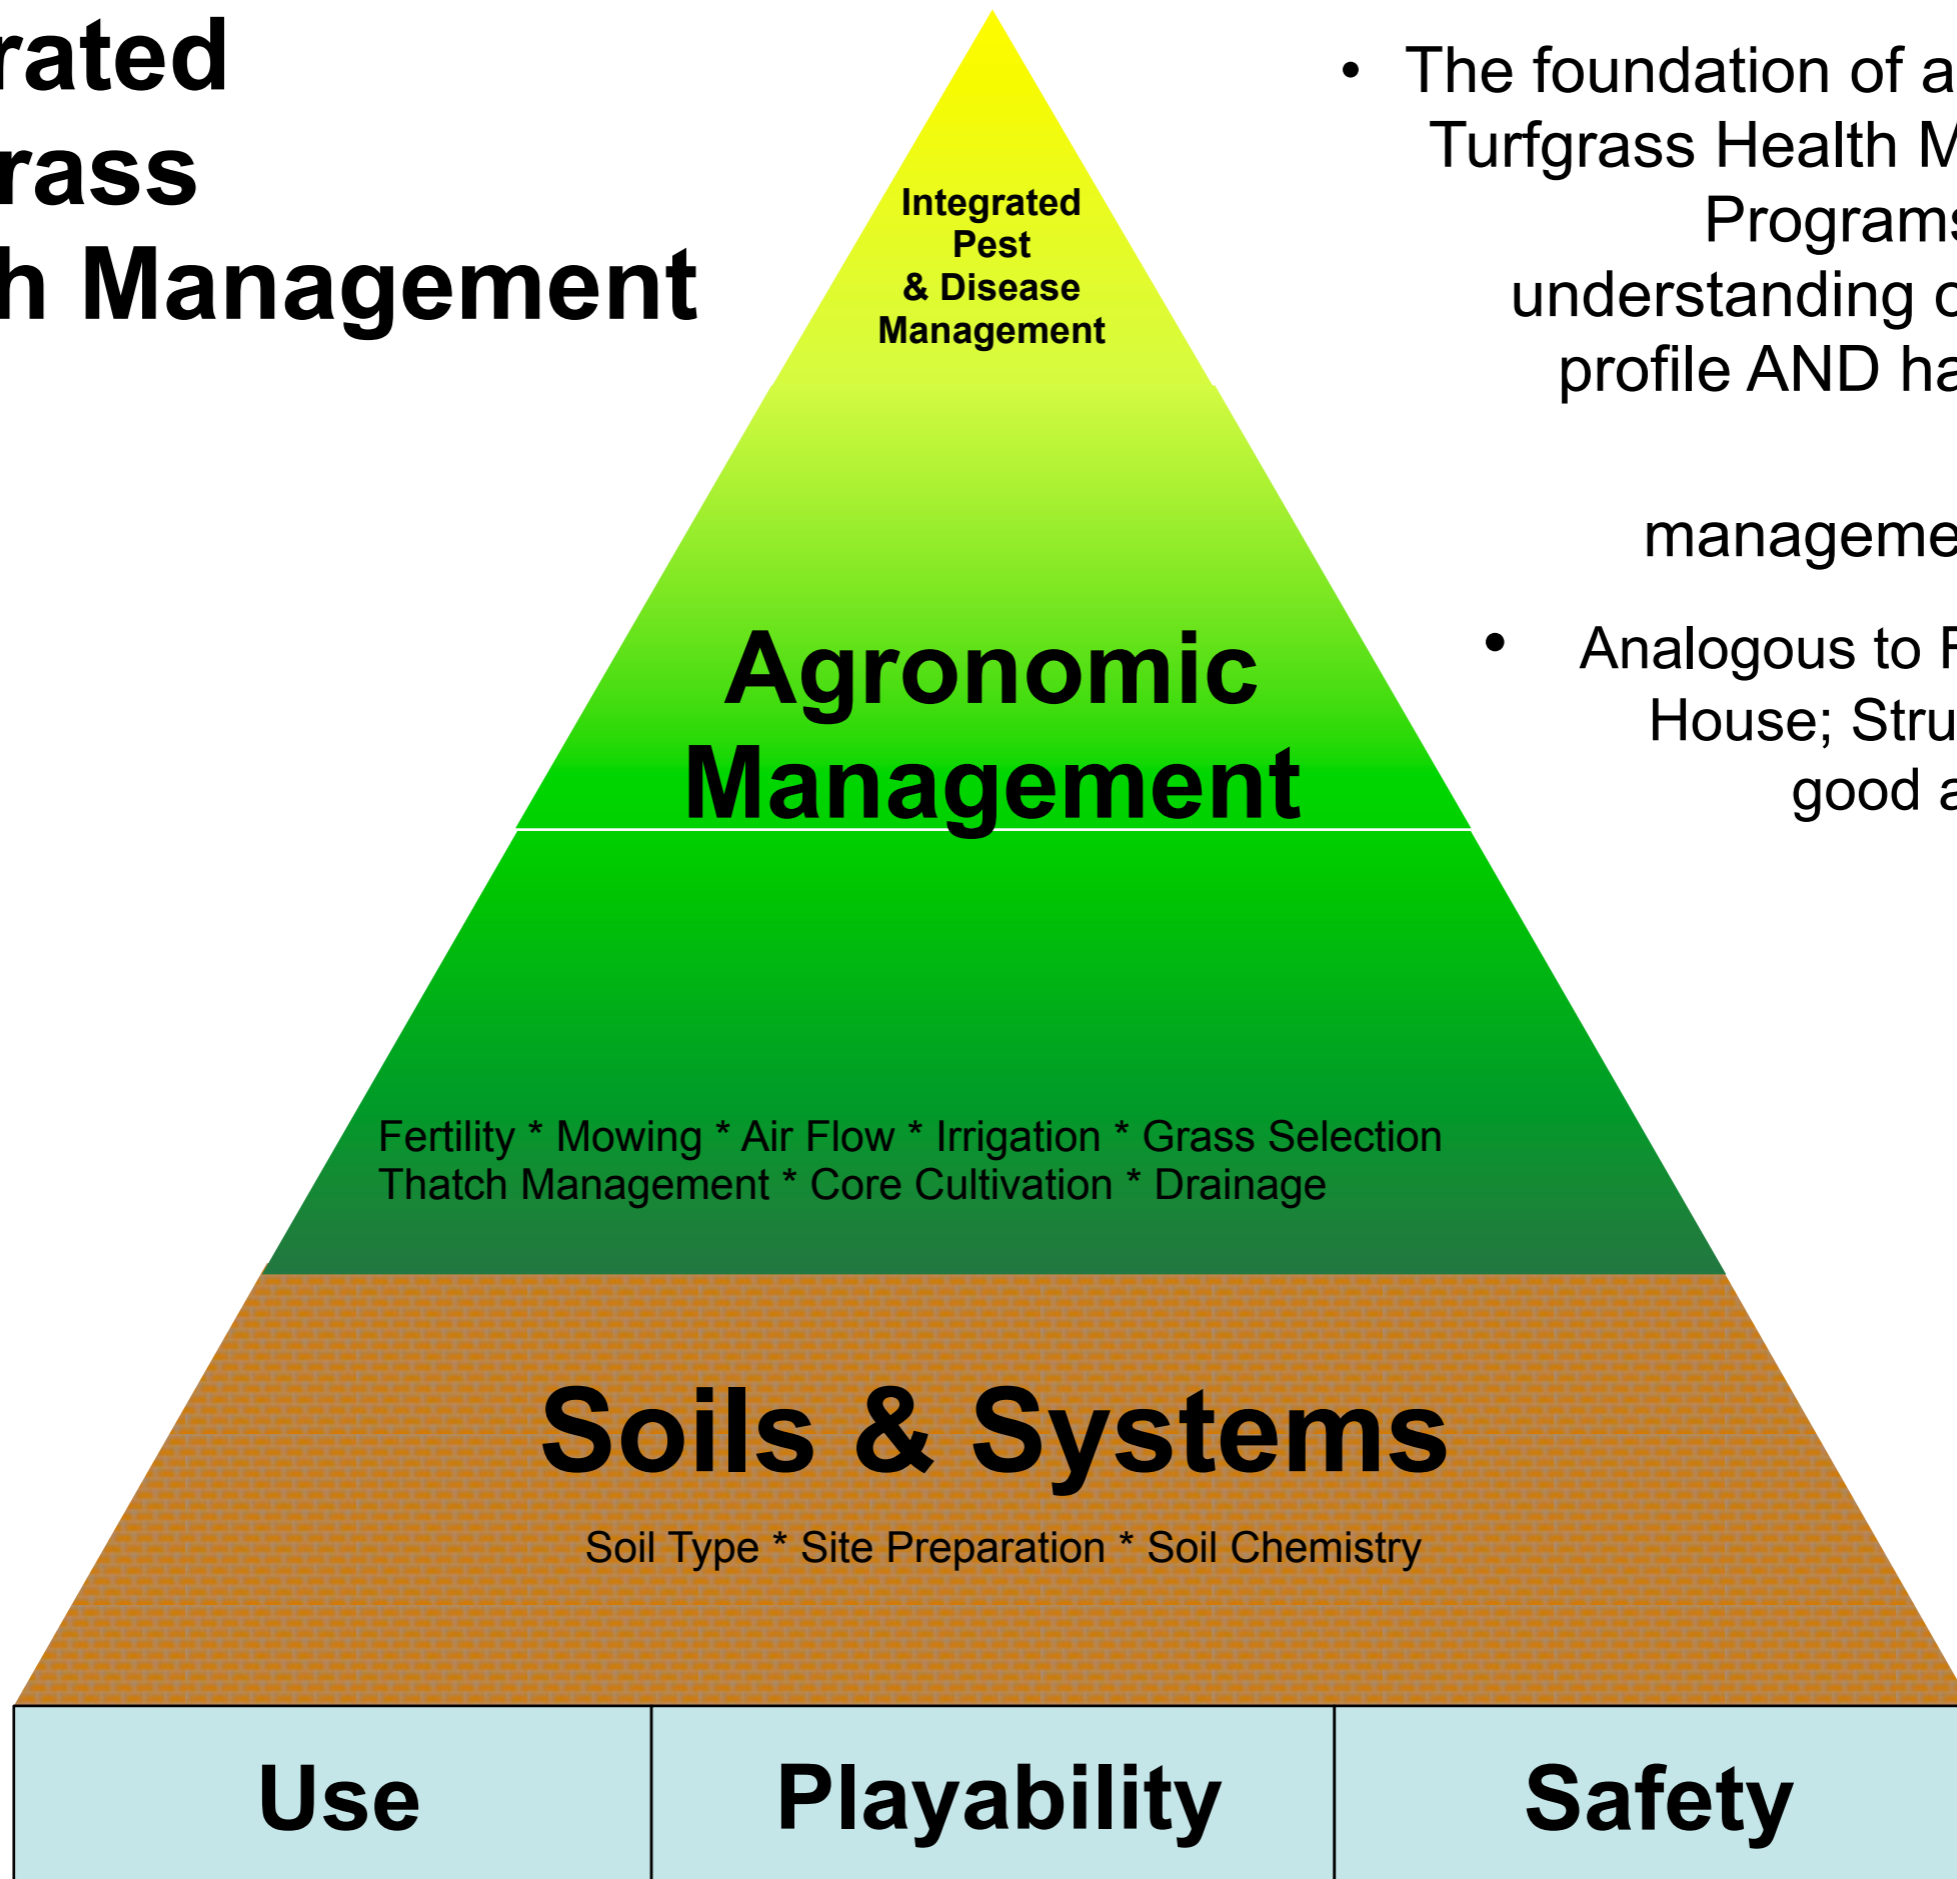 rated
rass
h Management
Integrated
Pest
& Disease
Management
• The foundation of a
Turfgrass Health
Programs
understanding
profile AND ha
manageme
• Analogous to
House; Stru
good a
Agronomic
Management
Fertility * Mowing * Air Flow * Irrigation * Grass Selection
Thatch Management * Core Cultivation * Drainage
Soils & Systems
Soil Type * Site Preparation * Soil Chemistry
Use Playability Safety